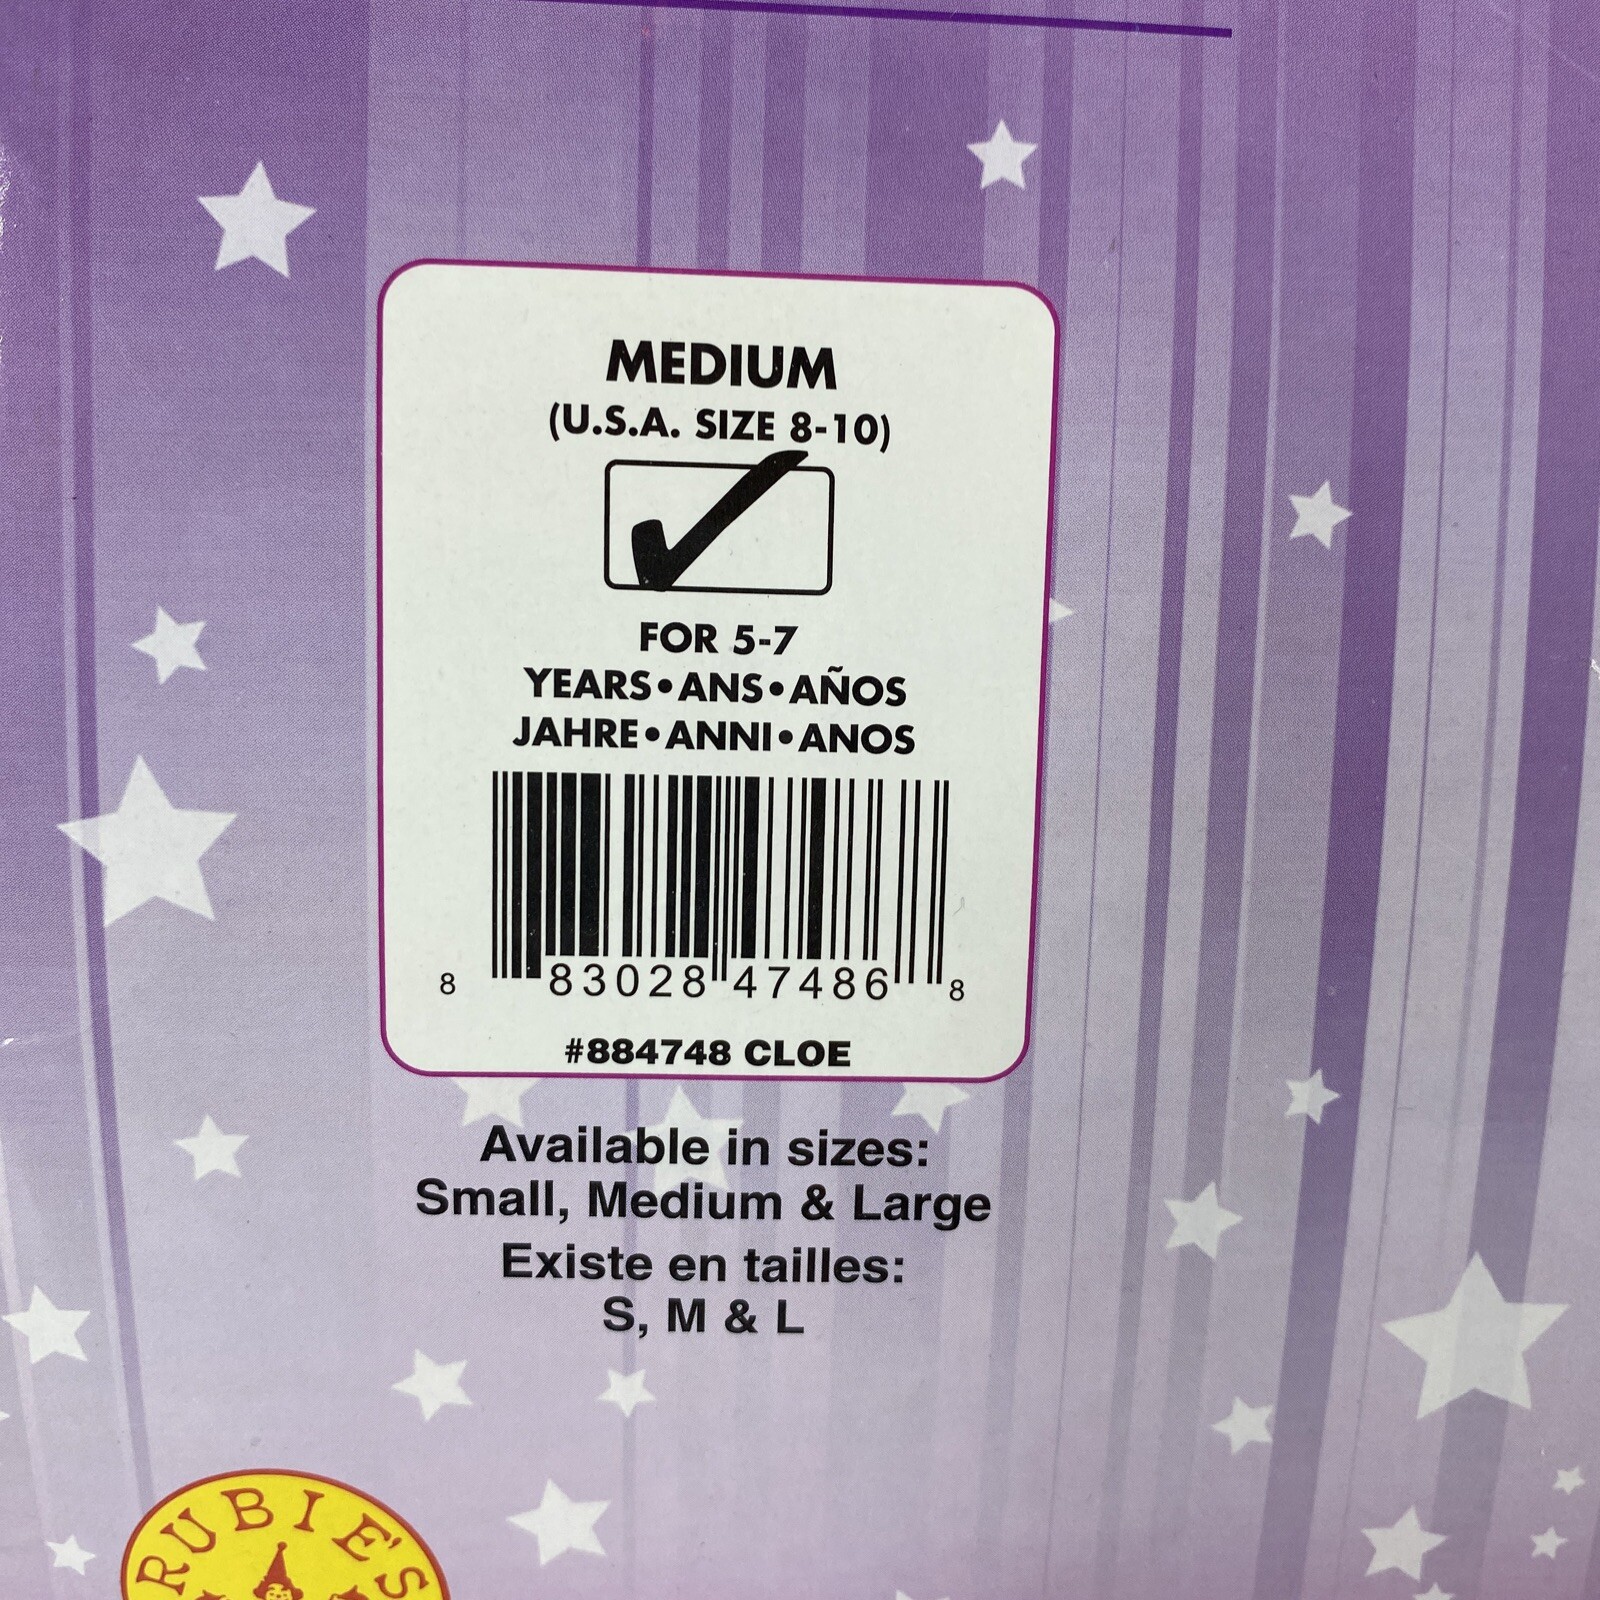 MEDIUM
(U.S.A. SIZE 8-10)
FOR 5-7
YEARS•ANS•AÑOS
JAHRE•ANNI•ANOS
8 83028 47486 8
#884748 CLOE
Available in sizes:
Small, Medium & Large
Existe en tailles:
S, M & L
RUBIE'S